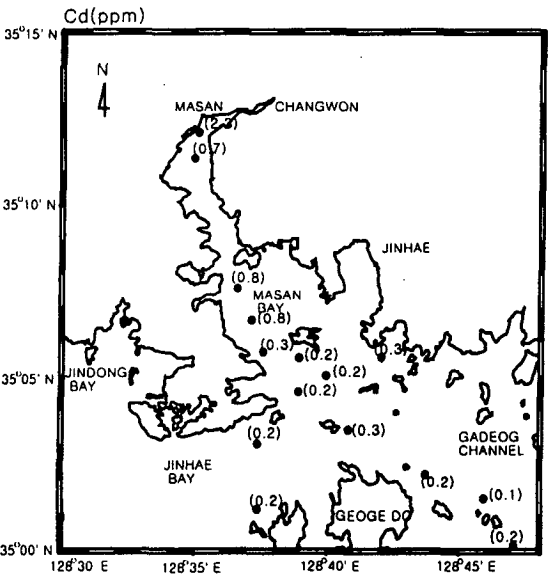 Cd(ppm)
35°15' N
N
MASAN
CHANGWON
(2.3)
(0.7)
35°10' N
JINHAE
(0.8)
MASAN
BAY
(0.8)
(0.3)
(0.3)
(0.2)
(0.2)
35°05' N
JINDONG
BAY
(0.2)
(0.3)
(0.2)
GADEOG
CHANNEL
JINHAE
BAY
(0.2)
(0.1)
(0.2)
GEOGE DO
(0.2)
35°00' N
128°30' E
128°35' E
128°40' E
128°45' E